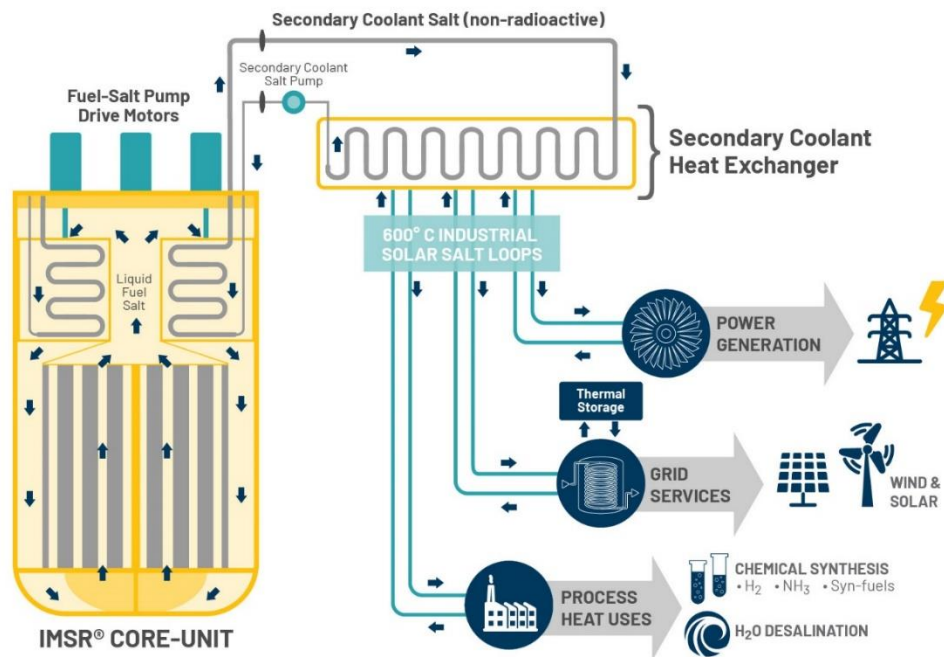 Secondary Coolant Salt (non-radioactive)
Secondary Coolant
Salt Pump
Fuel-Salt Pump
Drive Motors
Secondary Coolant
Heat Exchanger
600° C INDUSTRIAL
SOLAR SALT LOOPS
Liquid
Fuel
Salt
POWER
GENERATION
Thermal
Storage
GRID
SERVICES
WIND &
SOLAR
PROCESS
HEAT USES
CHEMICAL SYNTHESIS
• H₂ • NH₃ • Syn-fuels
H₂O DESALINATION
IMSR® CORE-UNIT